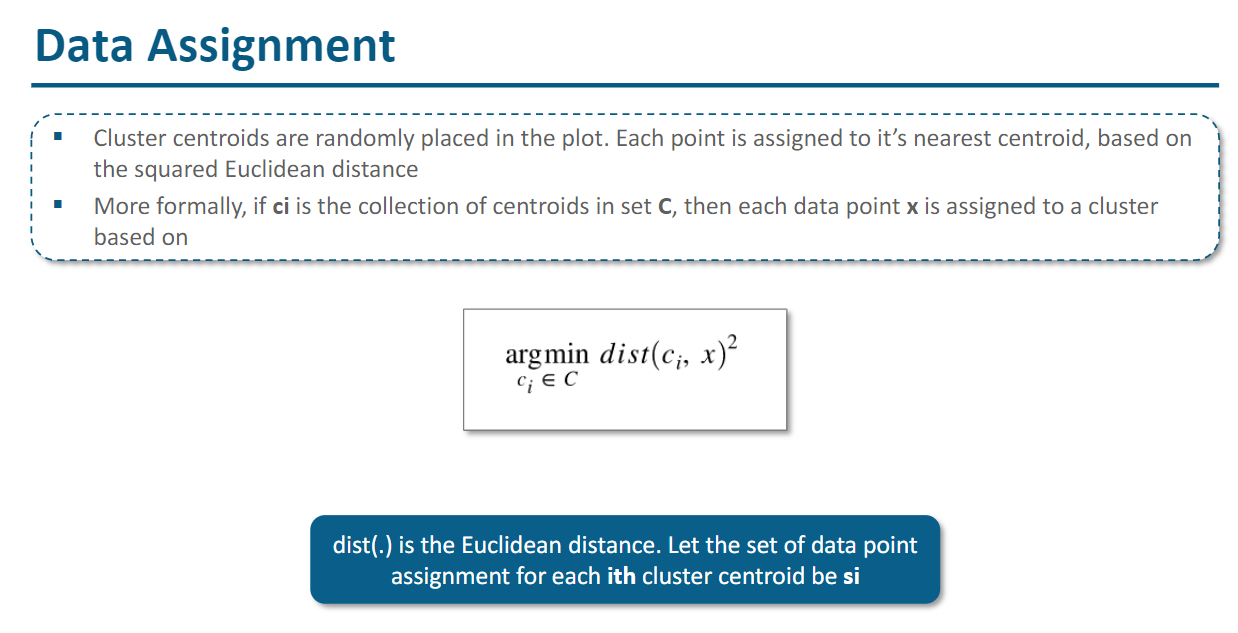 Data Assignment
▪ Cluster centroids are randomly placed in the plot. Each point is assigned to it’s nearest centroid, based on
the squared Euclidean distance
▪ More formally, if ci is the collection of centroids in set C, then each data point x is assigned to a cluster
based on
argmin dist(cᵢ, x)²
cᵢ ∈ C
dist(.) is the Euclidean distance. Let the set of data point
assignment for each ith cluster centroid be si